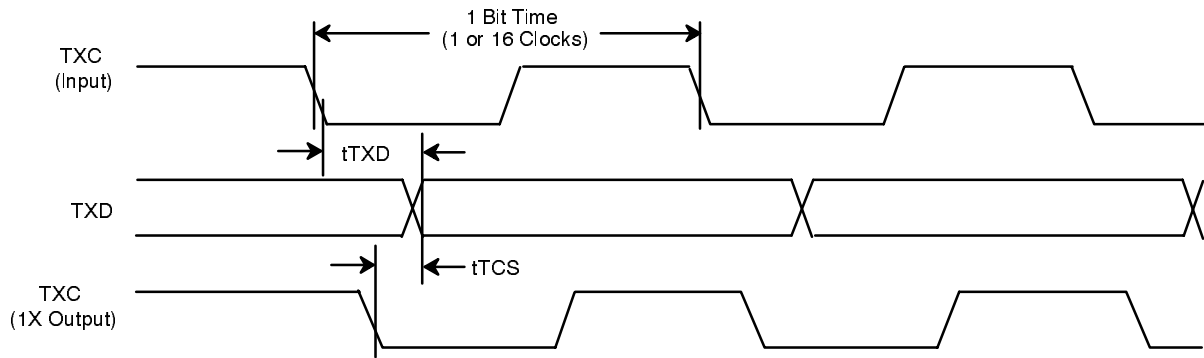 1 Bit Time
(1 or 16 Clocks)
TXC
(Input)
tTXD
TXD
tTCS
TXC
(1X Output)